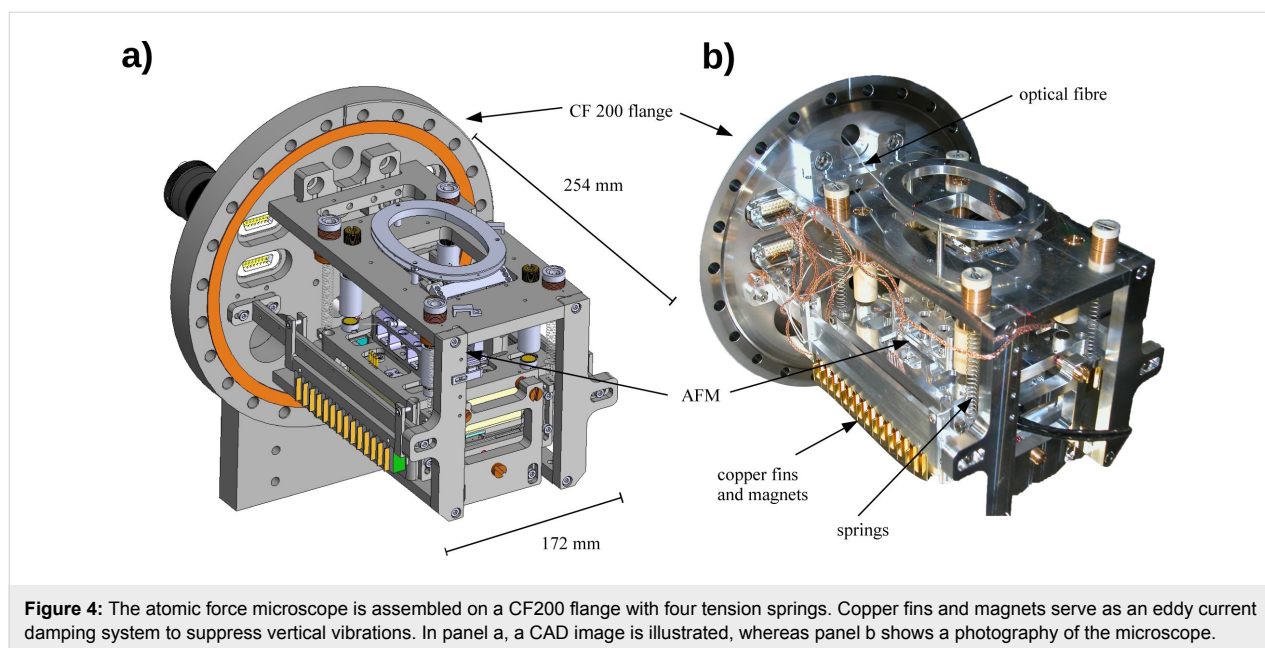 a)
b)
CF 200 flange
optical fibre
254 mm
AFM
copper fins
and magnets
springs
172 mm
Figure 4: The atomic force microscope is assembled on a CF200 flange with four tension springs. Copper fins and magnets serve as an eddy current
damping system to suppress vertical vibrations. In panel a, a CAD image is illustrated, whereas panel b shows a photography of the microscope.